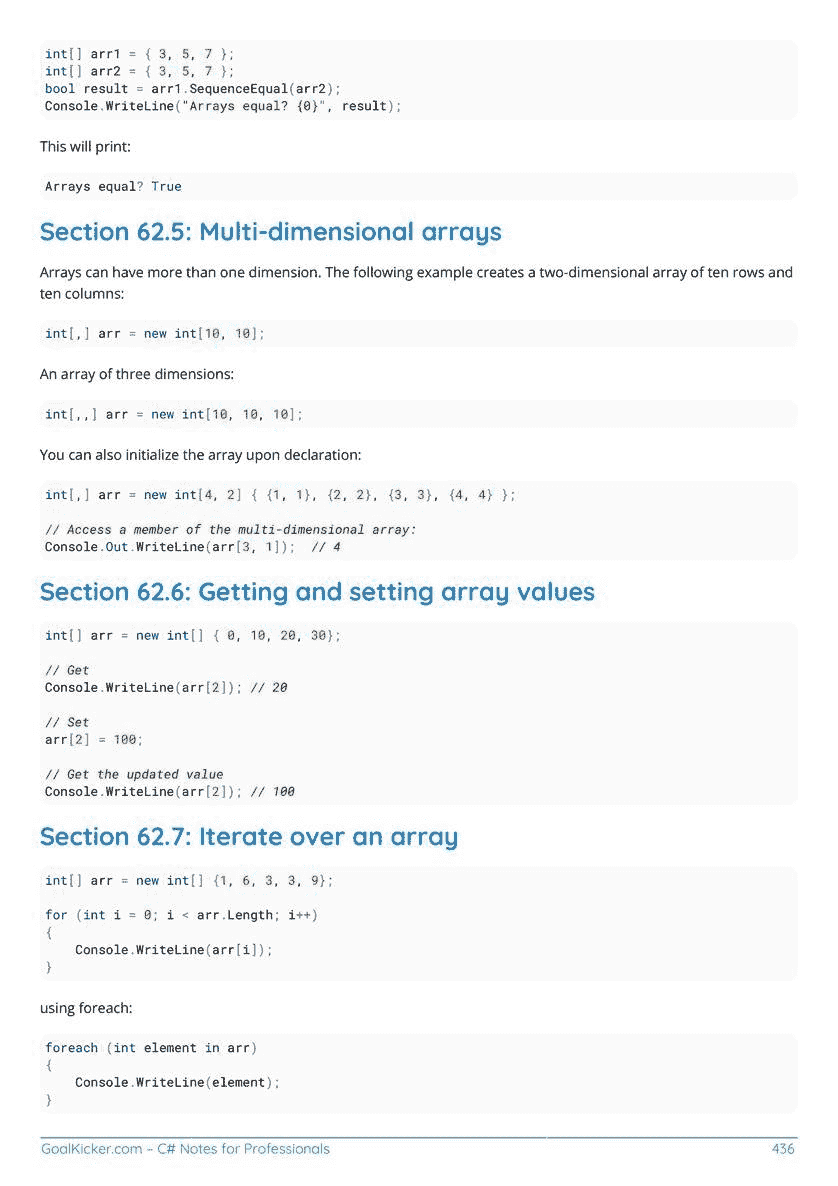 int[] arr1 = { 3, 5, 7 };
int[] arr2 = { 3, 5, 7 };
bool result = arr1.SequenceEqual(arr2);
Console.WriteLine("Arrays equal? {0}", result);
This will print:
Arrays equal? True
Section 62.5: Multi-dimensional arrays
Arrays can have more than one dimension. The following example creates a two-dimensional array of ten rows and
ten columns:
int[,] arr = new int[10, 10];
An array of three dimensions:
int[,,] arr = new int[10, 10, 10];
You can also initialize the array upon declaration:
int[,] arr = new int[4, 2] { {1, 1}, {2, 2}, {3, 3}, {4, 4} };
// Access a member of the multi-dimensional array:
Console.Out.WriteLine(arr[3, 1]);  // 4
Section 62.6: Getting and setting array values
int[] arr = new int[] { 0, 10, 20, 30};
// Get
Console.WriteLine(arr[2]); // 20
// Set
arr[2] = 100;
// Get the updated value
Console.WriteLine(arr[2]); // 100
Section 62.7: Iterate over an array
int[] arr = new int[] {1, 6, 3, 3, 9};
for (int i = 0; i < arr.Length; i++)
{
    Console.WriteLine(arr[i]);
}
using foreach:
foreach (int element in arr)
{
    Console.WriteLine(element);
}
GoalKicker.com – C# Notes for Professionals 436